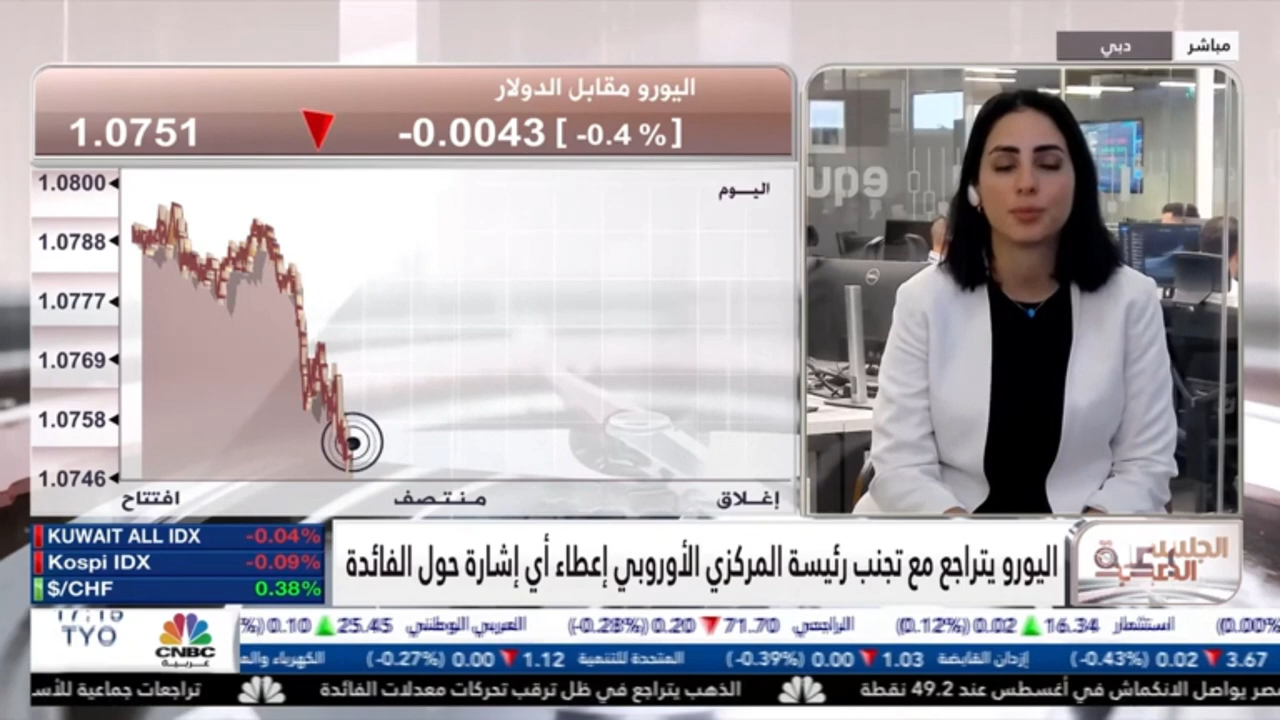 مباشر
دبي
اليورو مقابل الدولار
1.0751 -0.0043 [ -0.4 % ]
اليـــوم
1.0800
1.0788
1.0777
1.0769
1.0758
1.0746
افتتاح
منتصف
إغلاق
KUWAIT ALL IDX -0.04%
Kospi IDX -0.09%
$/CHF 0.38%
اليورو يتراجع مع تجنب رئيسة المركزي الأوروبي إعطاء أي إشارة حول الفائدة
الجلسة
TYO
CNBC
عربية
(0.00% استثمار 16.34 0.02 (0.12%) الراجحي 71.70 0.20 (-0.28%) العربي الوطني 25.45 0.10
3.67 0.02 (-0.43%) إزدان القابضة 1.03 0.00 (-0.39%) المتحدة للتنمية 1.12 0.00 (-0.27%) الكهرباء
يواصل الانكماش في أغسطس عند 49.2 نقطة
الذهب يتراجع في ظل ترقب تحركات معدلات الفائدة
تراجعات جماعية